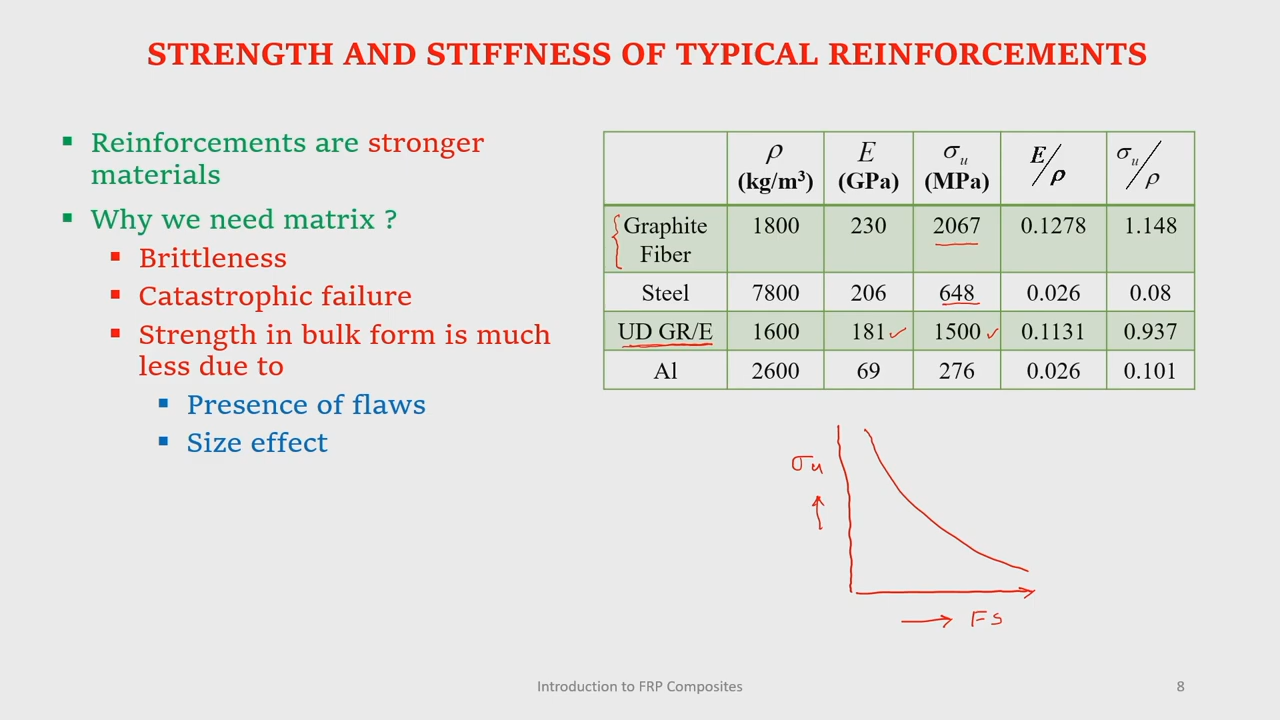 STRENGTH AND STIFFNESS OF TYPICAL REINFORCEMENTS
▪ Reinforcements are stronger
materials
▪ Why we need matrix ?
▪ Brittleness
▪ Catastrophic failure
▪ Strength in bulk form is much
less due to
▪ Presence of flaws
▪ Size effect
ρ (kg/m³) E (GPa) σu (MPa) E/ρ σu/ρ
Graphite Fiber 1800 230 2067 0.1278 1.148
Steel 7800 206 648 0.026 0.08
UD GR/E 1600 181 1500 0.1131 0.937
Al 2600 69 276 0.026 0.101
σu
FS
Introduction to FRP Composites 8